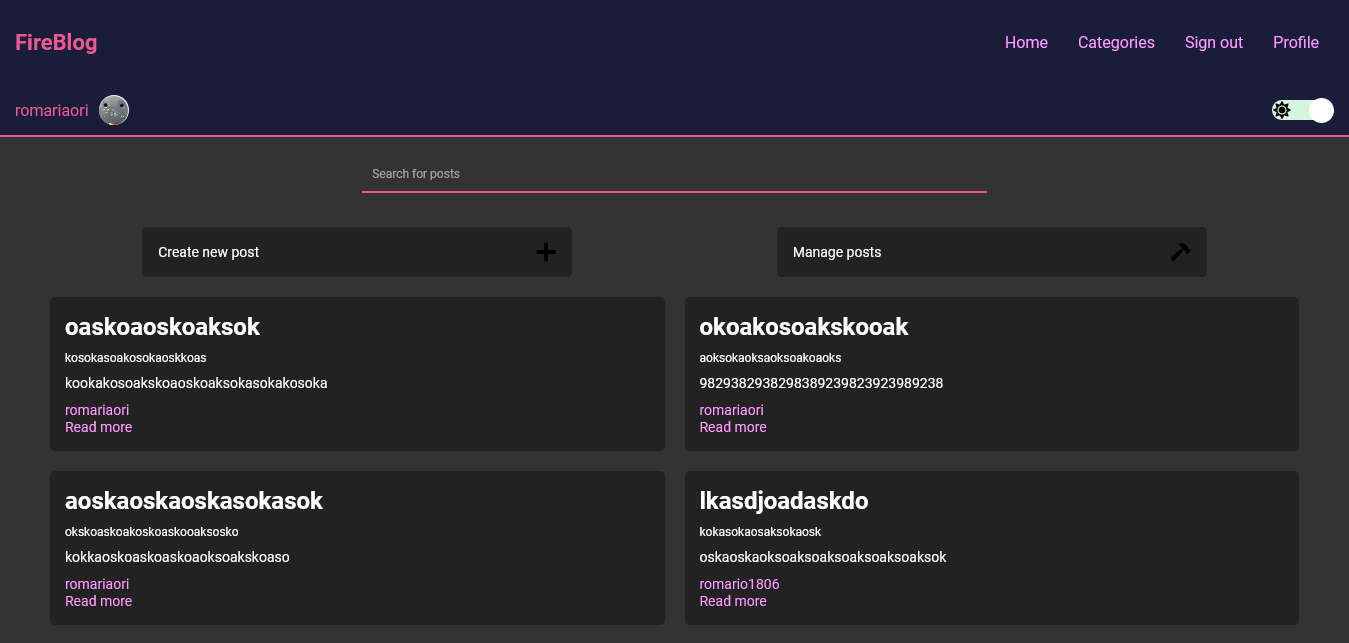 FireBlog
Home Categories Sign out Profile
romariaori
Search for posts
Create new post
Manage posts
oaskoaoskoaksok
kosokasoakosokaoskkoas
kookakosoakskoaoskoaksokasokakosoka
romariaori
Read more
okoakosoakskooak
aoksokaoksaoksoakoaoks
9829382938298389239823923989238
romariaori
Read more
aoskaoskaoskasokasok
okskoaskoakoskoaskooaksosko
kokkaoskoaskoaskoaoksoakskoaso
romariaori
Read more
lkasdjoadaskdo
kokasokaosaksokaosk
oskaoskaoksoaksoaksoaksoaksoaksok
romario1806
Read more